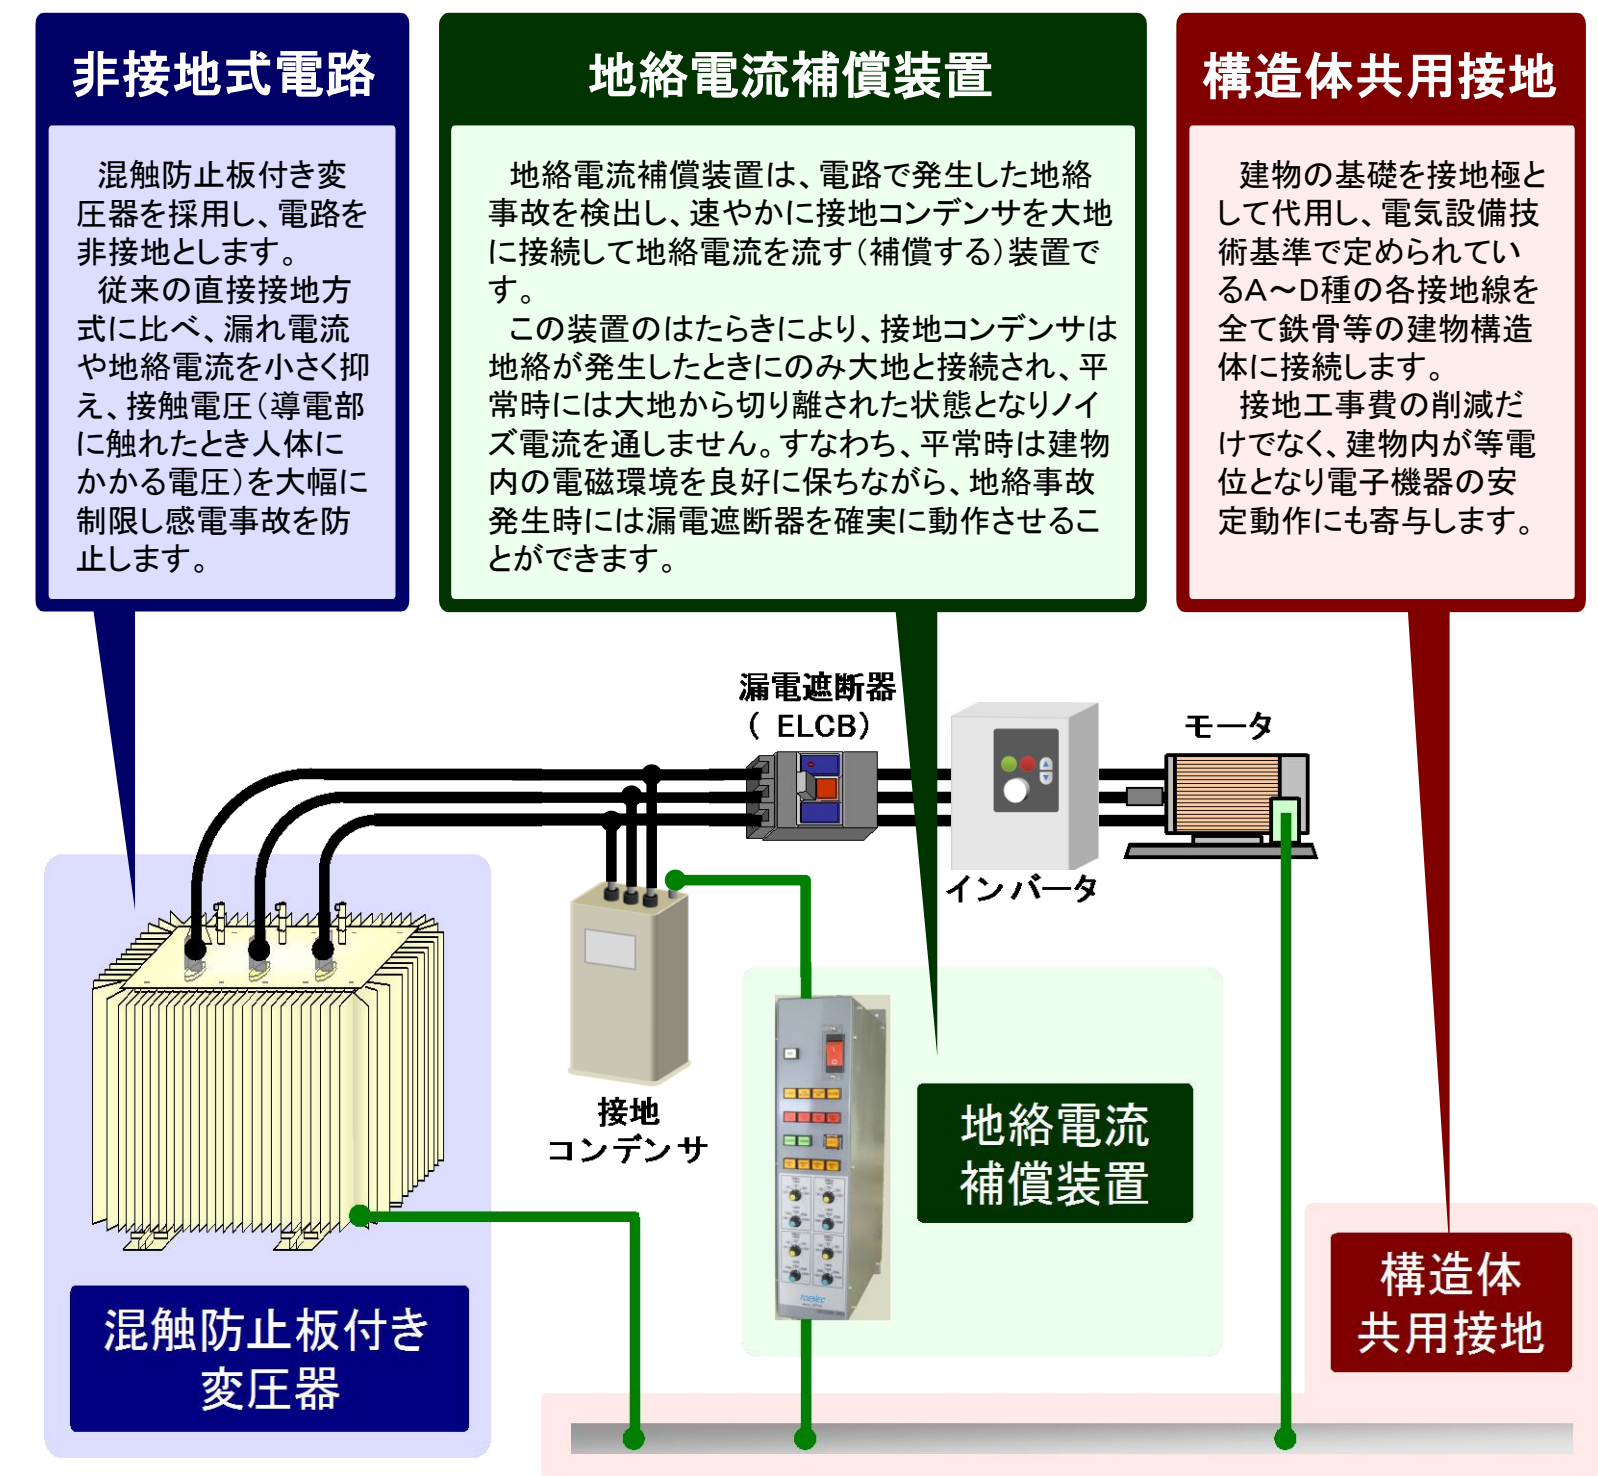 非接地式電路
混触防止板付き変
圧器を採用し、電路を
非接地とします。
従来の直接接地方
式に比べ、漏れ電流
や地絡電流を小さく抑
え、接触電圧（導電部
に触れたとき人体に
かかる電圧）を大幅に
制限し感電事故を防
止します。
地絡電流補償装置
地絡電流補償装置は、電路で発生した地絡
事故を検出し、速やかに接地コンデンサを大地
に接続して地絡電流を流す（補償する）装置で
す。
この装置のはたらきにより、接地コンデンサは
地絡が発生したときにのみ大地と接続され、平
常時には大地から切り離された状態となりノイ
ズ電流を通しません。すなわち、平常時は建物
内の電磁環境を良好に保ちながら、地絡事故
発生時には漏電遮断器を確実に動作させるこ
とができます。
構造体共用接地
建物の基礎を接地極と
して代用し、電気設備技
術基準で定められてい
るA～D種の各接地線を
全て鉄骨等の建物構造
体に接続します。
接地工事費の削減だ
けでなく、建物内が等電
位となり電子機器の安
定動作にも寄与します。
漏電遮断器
（ ELCB）
モータ
インバータ
接地
コンデンサ
地絡電流
補償装置
構造体
共用接地
混触防止板付き
変圧器
TOENEC